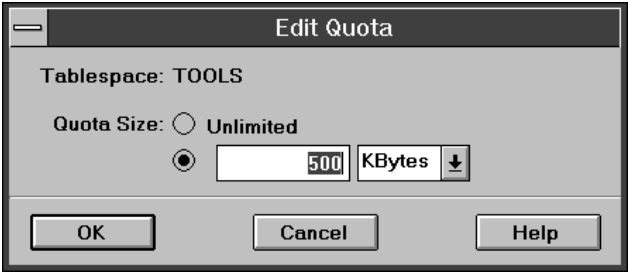 Edit Quota
Tablespace: TOOLS
Quota Size: Unlimited
500 KBytes
OK Cancel Help